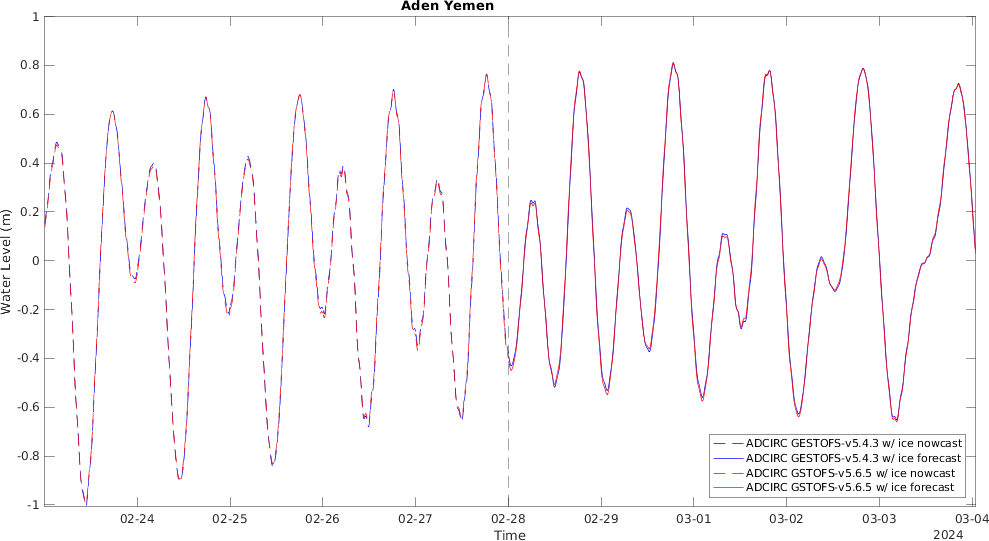 Aden Yemen
1
0.8
0.6
0.4
0.2
0
-0.2
-0.4
-0.6
-0.8
-1
Water Level (m)
02-24 02-25 02-26 02-27 02-28 02-29 03-01 03-02 03-03 03-04
Time
2024
ADCIRC GESTOFS-v5.4.3 w/ ice nowcast
ADCIRC GESTOFS-v5.4.3 w/ ice forecast
ADCIRC GSTOFS-v5.6.5 w/ ice nowcast
ADCIRC GSTOFS-v5.6.5 w/ ice forecast